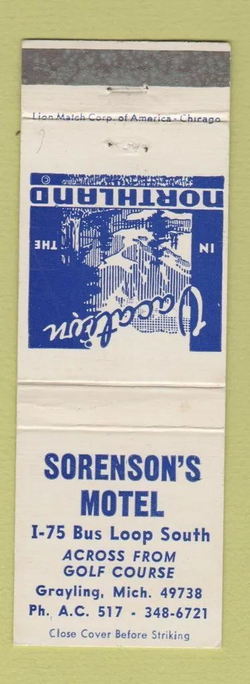 Lion Match Corp. of America - Chicago
Vacation
IN THE
NORTHLAND
©
SORENSON'S
MOTEL
I-75 Bus Loop South
ACROSS FROM
GOLF COURSE
Grayling, Mich. 49738
Ph. A.C. 517 - 348-6721
Close Cover Before Striking